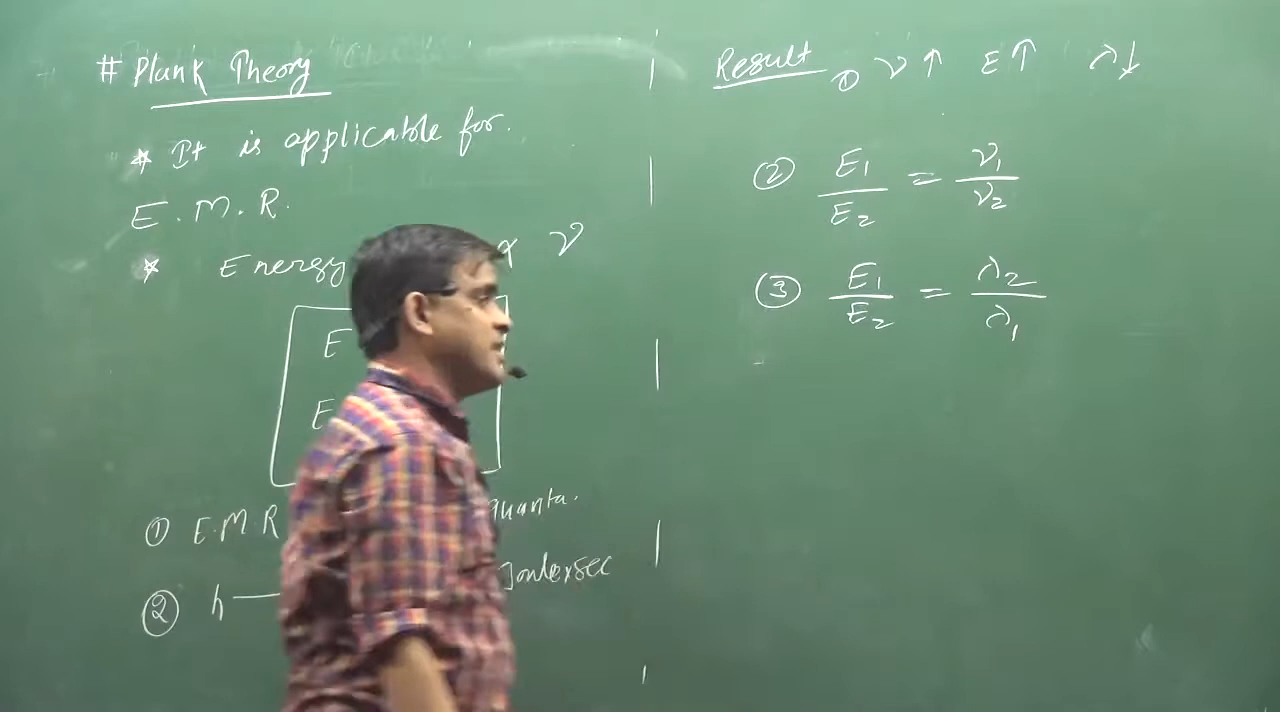 # Plank Theory
* It is applicable for.
E.M.R.
* Energy ∝ ν
E
E
① E.M.R quanta.
② h— Joulexsec
Result ① ν↑ E↑ λ↓
② E₁/E₂ = ν₁/ν₂
③ E₁/E₂ = λ₂/λ₁